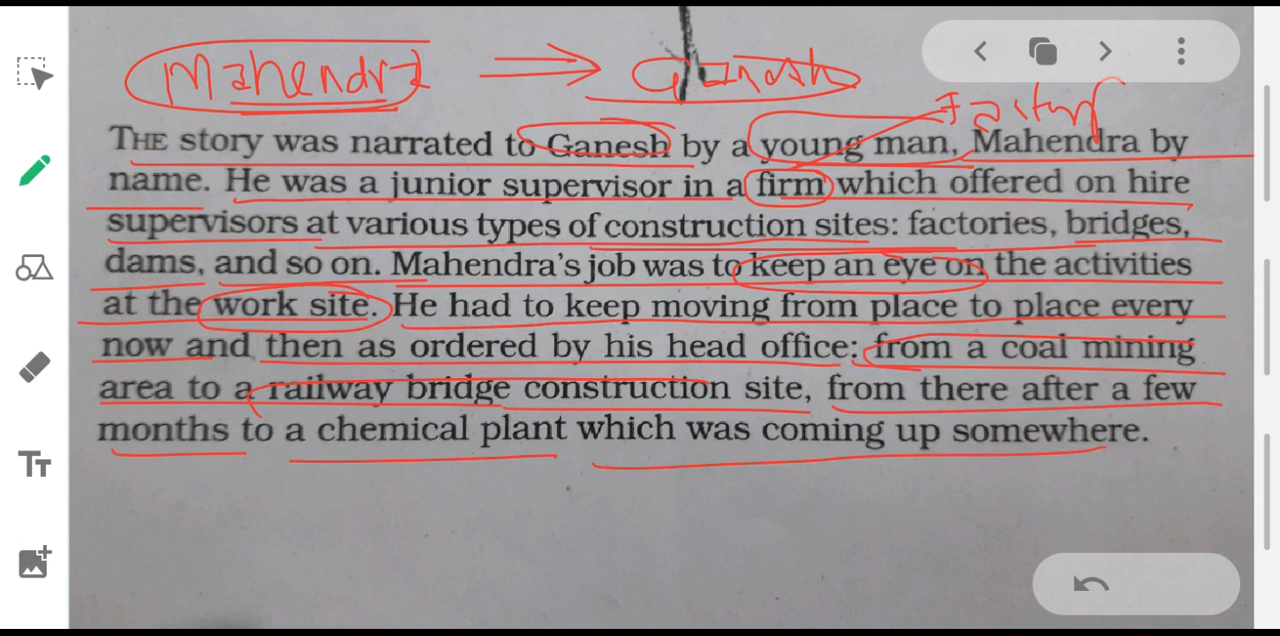 Mahendra Ganesh
Factory
THE story was narrated to Ganesh by a young man, Mahendra by
name. He was a junior supervisor in a firm which offered on hire
supervisors at various types of construction sites: factories, bridges,
dams, and so on. Mahendra's job was to keep an eye on the activities
at the work site. He had to keep moving from place to place every
now and then as ordered by his head office: from a coal mining
area to a railway bridge construction site, from there after a few
months to a chemical plant which was coming up somewhere.
TT